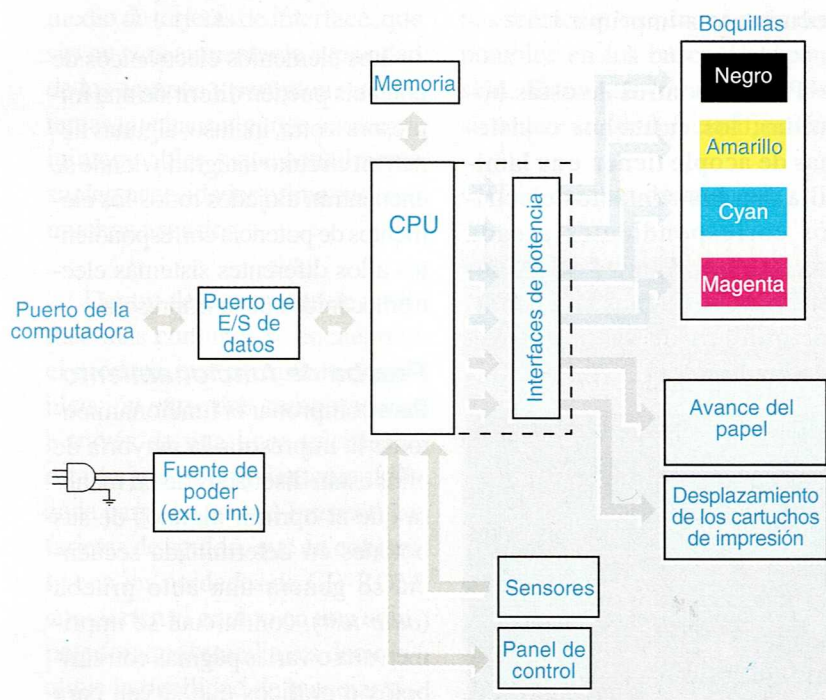 Boquillas
Negro
Memoria
Amarillo
CPU
Cyan
Interfaces de potencia
Magenta
Puerto de la
computadora
Puerto de
E/S de
datos
Avance del
papel
Fuente de
poder
(ext. o int.)
Desplazamiento
de los cartuchos
de impresión
Sensores
Panel de
control